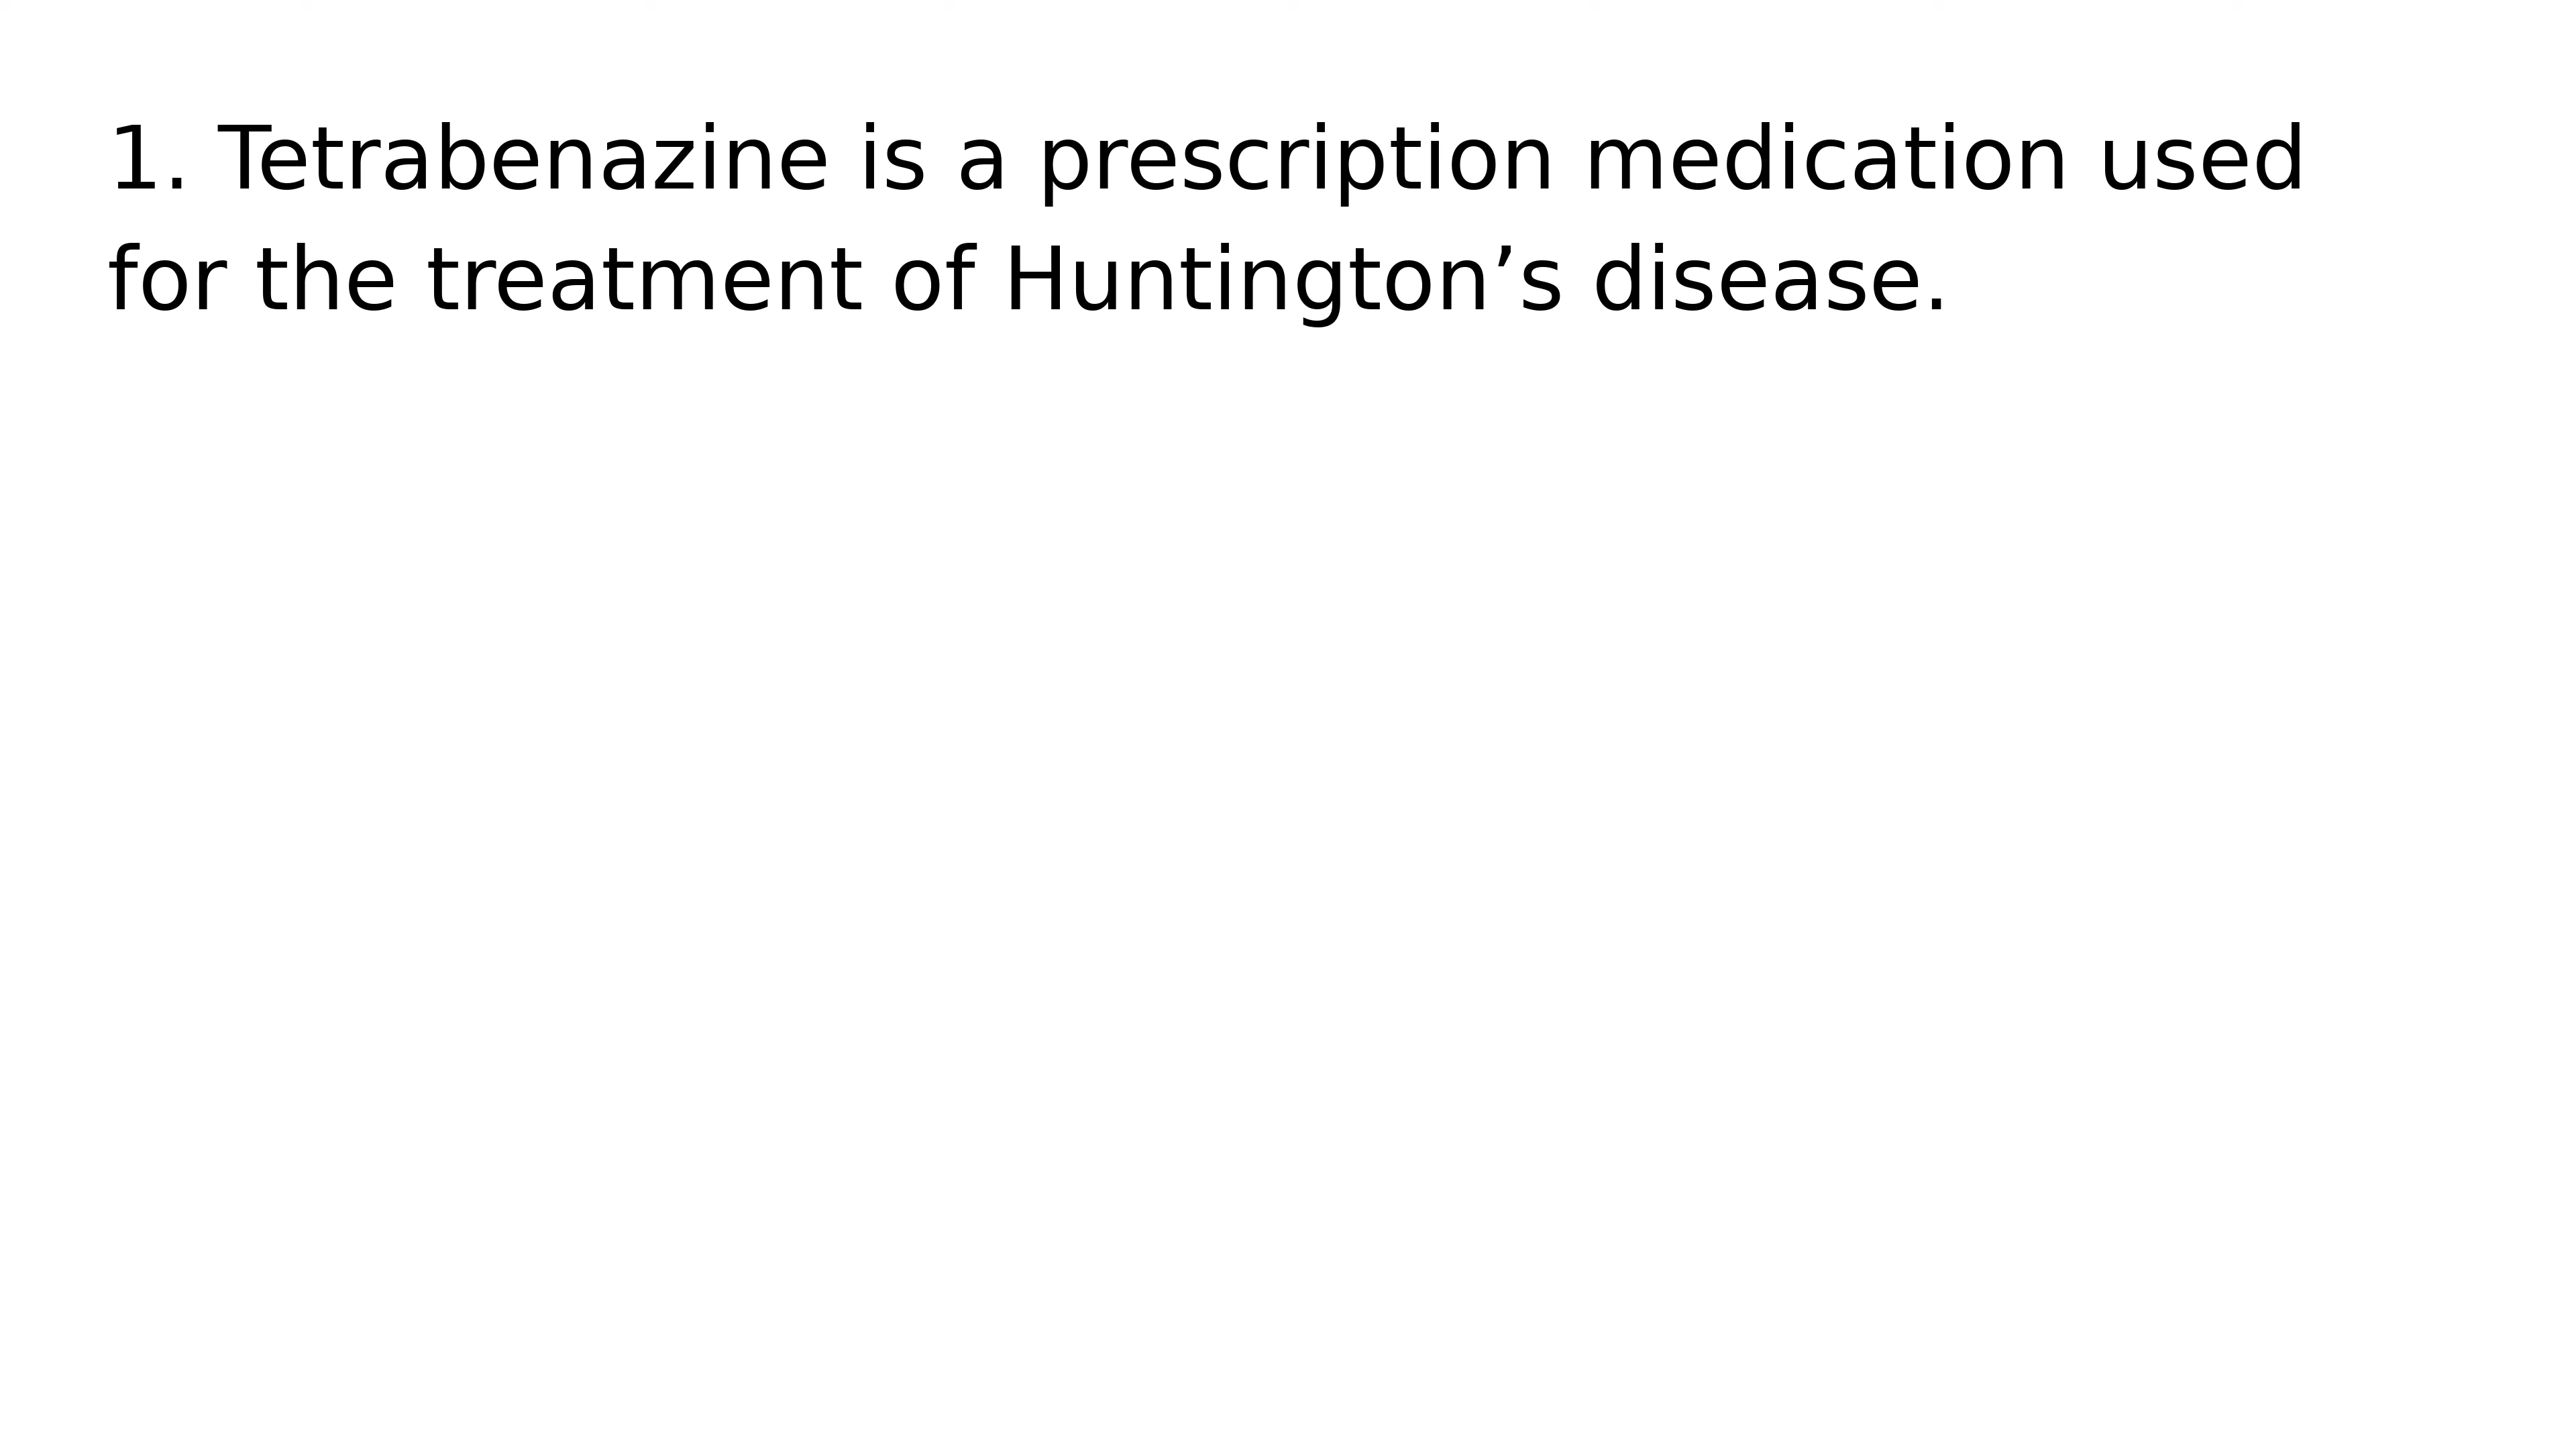 1. Tetrabenazine is a prescription medication used
for the treatment of Huntington’s disease.